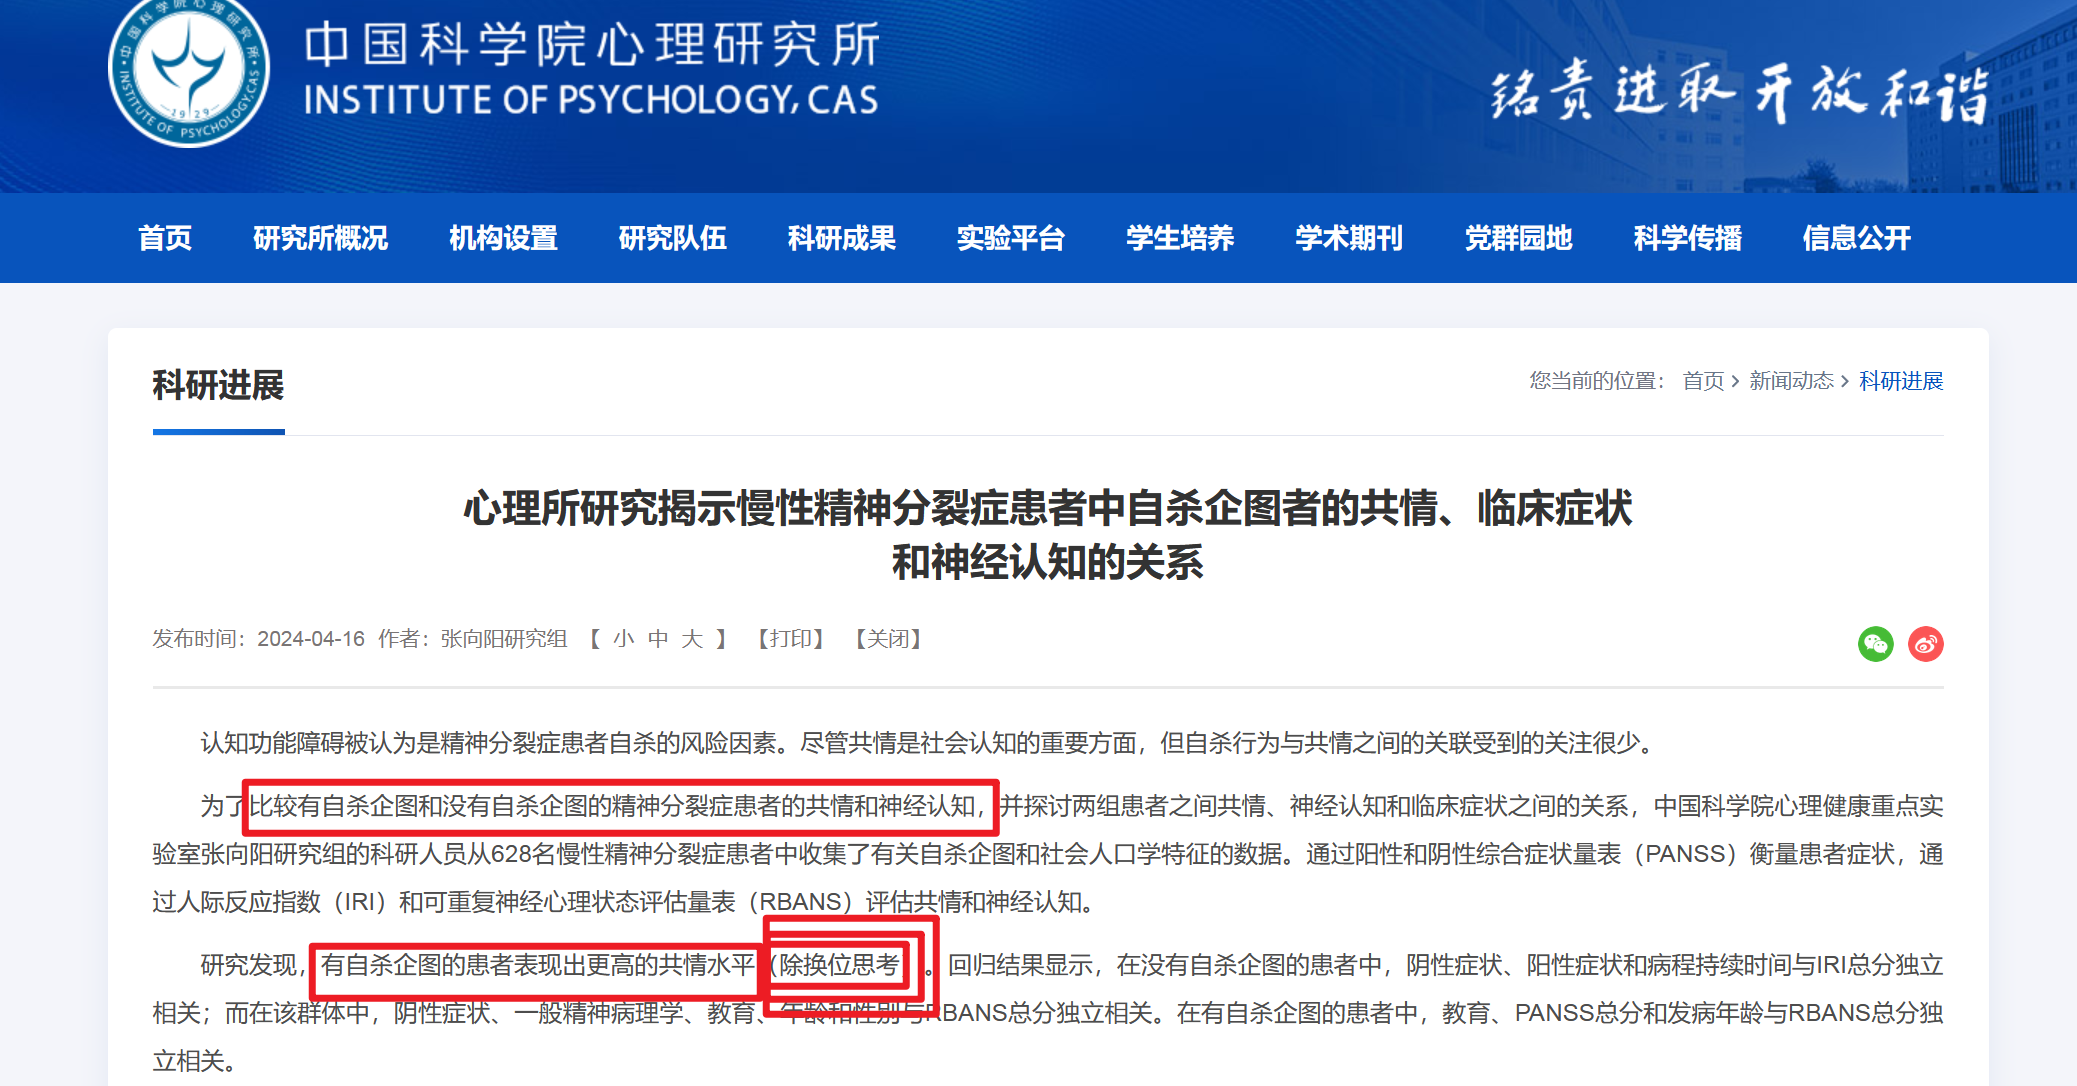 中国科学院心理研究所
INSTITUTE OF PSYCHOLOGY, CAS
中国科学院心理研究所
INSTITUTE OF PSYCHOLOGY,CAS
1929
铭责进取 开放和谐
首页 研究所概况 机构设置 研究队伍 科研成果 实验平台 学生培养 学术期刊 党群园地 科学传播 信息公开
科研进展
您当前的位置： 首页 > 新闻动态 > 科研进展
心理所研究揭示慢性精神分裂症患者中自杀企图者的共情、临床症状
和神经认知的关系
发布时间：2024-04-16 作者：张向阳研究组 【 小 中 大 】 【打印】 【关闭】
认知功能障碍被认为是精神分裂症患者自杀的风险因素。尽管共情是社会认知的重要方面，但自杀行为与共情之间的关联受到的关注很少。
为了比较有自杀企图和没有自杀企图的精神分裂症患者的共情和神经认知，并探讨两组患者之间共情、神经认知和临床症状之间的关系，中国科学院心理健康重点实
验室张向阳研究组的科研人员从628名慢性精神分裂症患者中收集了有关自杀企图和社会人口学特征的数据。通过阳性和阴性综合症状量表（PANSS）衡量患者症状，通
过人际反应指数（IRI）和可重复神经心理状态评估量表（RBANS）评估共情和神经认知。
研究发现，有自杀企图的患者表现出更高的共情水平（除换位思考）。回归结果显示，在没有自杀企图的患者中，阴性症状、阳性症状和病程持续时间与IRI总分独立
相关；而在该群体中，阴性症状、一般精神病理学、教育、年龄和性别与RBANS总分独立相关。在有自杀企图的患者中，教育、PANSS总分和发病年龄与RBANS总分独
立相关。